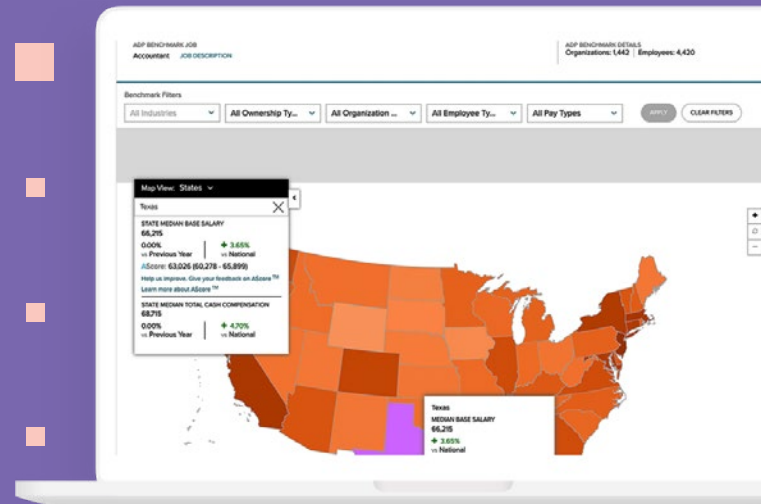 ADP BENCHMARK JOB
Accountant JOB DESCRIPTION
ADP BENCHMARK DETAILS
Organizations: 1,442 | Employees: 4,420
Benchmark Filters
All Industries
All Ownership Ty...
All Organization ...
All Employee Ty...
All Pay Types
APPLY
CLEAR FILTERS
Map View: States
Texas
STATE MEDIAN BASE SALARY
66,215
0.00%
vs Previous Year
+ 3.65%
vs National
AScore: 63,026 (60,278 - 65,899)
Help us improve. Give your feedback on AScore ™
Learn more about AScore ™
STATE MEDIAN TOTAL CASH COMPENSATION
68,715
0.00%
vs Previous Year
+ 4.70%
vs National
Texas
MEDIAN BASE SALARY
66,215
+ 3.65%
vs National